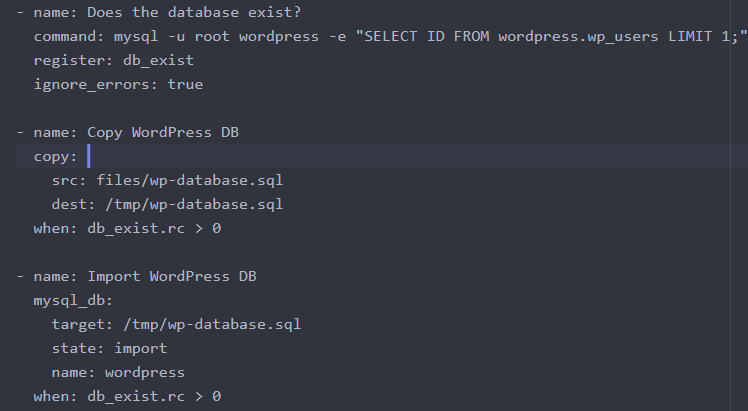 - name: Does the database exist?
  command: mysql -u root wordpress -e "SELECT ID FROM wordpress.wp_users LIMIT 1;"
  register: db_exist
  ignore_errors: true
- name: Copy WordPress DB
  copy:
    src: files/wp-database.sql
    dest: /tmp/wp-database.sql
  when: db_exist.rc > 0
- name: Import WordPress DB
  mysql_db:
    target: /tmp/wp-database.sql
    state: import
    name: wordpress
  when: db_exist.rc > 0